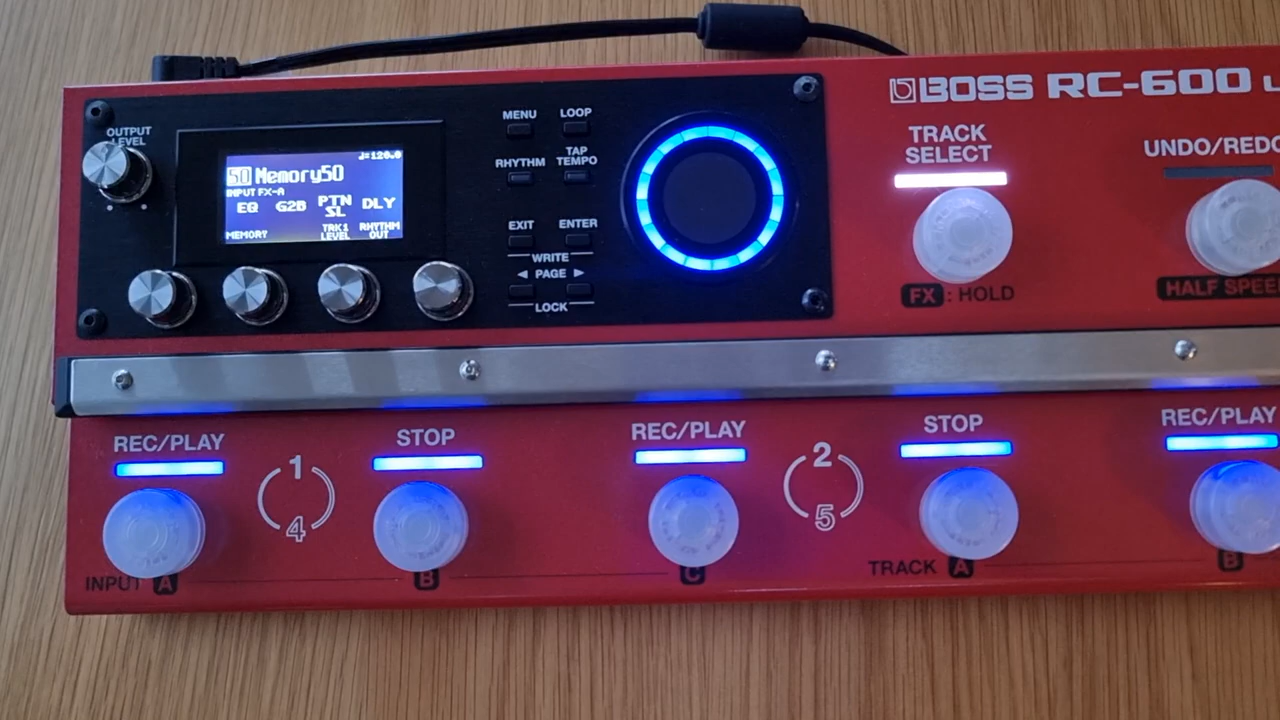 BOSS RC-600
OUTPUT
LEVEL
♩=120.0
50 Memory50
INPUT FX-A
EQ G2B PTN SL DLY
MEMORY TRK1 LEVEL RHYTHM OUT
MENU LOOP
RHYTHM TAP TEMPO
EXIT ENTER
WRITE
◀ PAGE ▶
LOCK
TRACK
SELECT
FX : HOLD
UNDO/REDO
HALF SPEE
REC/PLAY
1
4
STOP
REC/PLAY
2
5
STOP
REC/PLAY
INPUT A
B
C
TRACK A
B